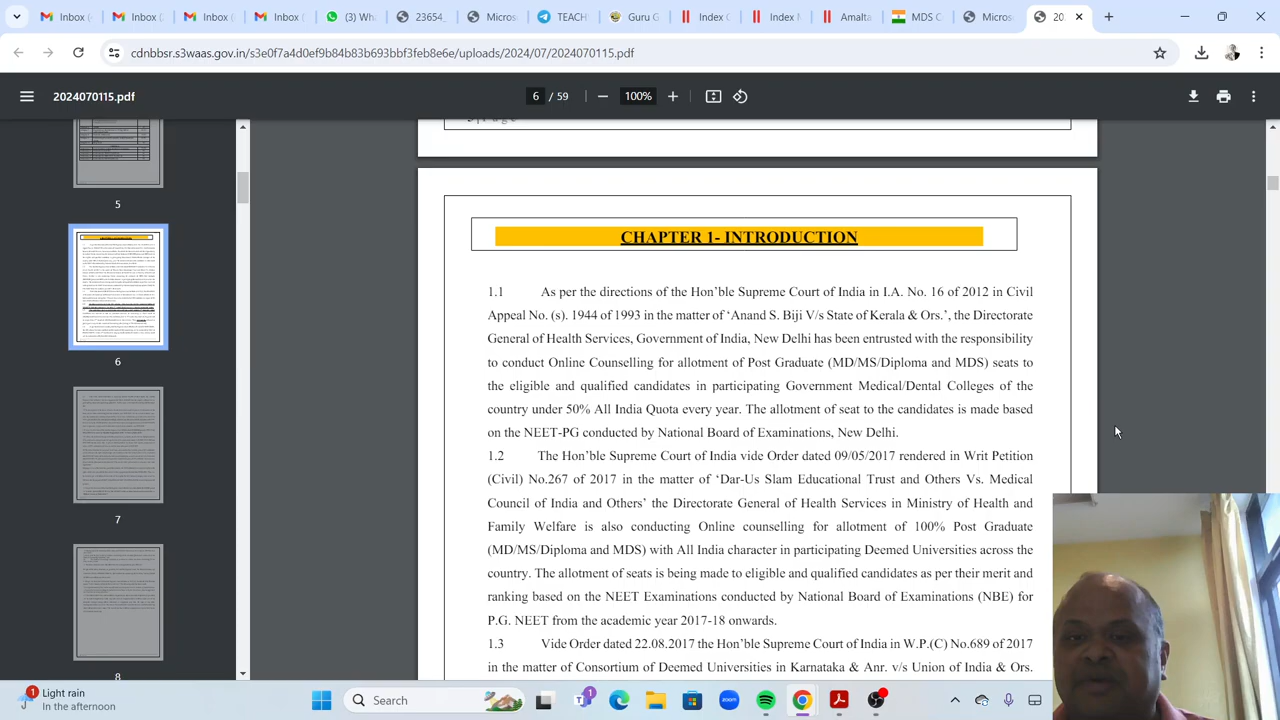 Inbox (
Inbox (
Inbox (
Inbox (
(3) Wh
23654
Micros
TEACH
Guru G
Index C
Index M
Amalta
MDS C
Micros
20
cdnbbsr.s3waas.gov.in/s3e0f7a4d0ef9b84b83b693bbf3feb8e6e/uploads/2024/07/2024070115.pdf
2024070115.pdf
6 / 59
100%
5
6
7
8
CHAPTER 1- INTRODUCTION
1.1 As per the directions of the Hon'ble Supreme Court of India in I.A. No. 16 of 2012 in Civil
Appeal No. (s). 1944 of 1993 in the matter of 'Anand S. Biji V/s State of Kerala & Ors.', the Directorate
General of Health Services, Government of India, New Delhi has been entrusted with the responsibility
to conduct Online Counselling for allotment of Post Graduate (MD/MS/Diploma and MDS) seats to
the eligible and qualified candidates in participating Government Medical/Dental Colleges of the
country under 50% All India Quota every year. The allotment of seat to the candidates is made based
on the NEET-PG conducted by National Board of Examinations, New Delhi.
1.2 The Hon'ble Supreme Court of India vide Order dated 09/05/2017 rendered in Writ Petition
(Civil) No.267 of 2017 in the matter of 'Dar-Us Slam Educational Trust and Others Vs. Medical
Council of India and Others' the Directorate General of Health Services in Ministry of Health and
Family Welfare is also conducting Online counselling for allotment of 100% Post Graduate
(MD/MS/Diploma and MDS) with All India character participating Deemed Universities across the
country. The allotment of seats is being made to eligible and qualified candidates as per their merit and
ranking based on the NEET Examinations conducted by National Board of Examinations (NBE) for
P.G. NEET from the academic year 2017-18 onwards.
1.3 Vide Order dated 22.08.2017 the Hon'ble Supreme Court of India in W.P.(C) No.689 of 2017
in the matter of Consortium of Deemed Universities in Karnataka & Anr. v/s Union of India & Ors.
1
Light rain
In the afternoon
Search
1
zoom